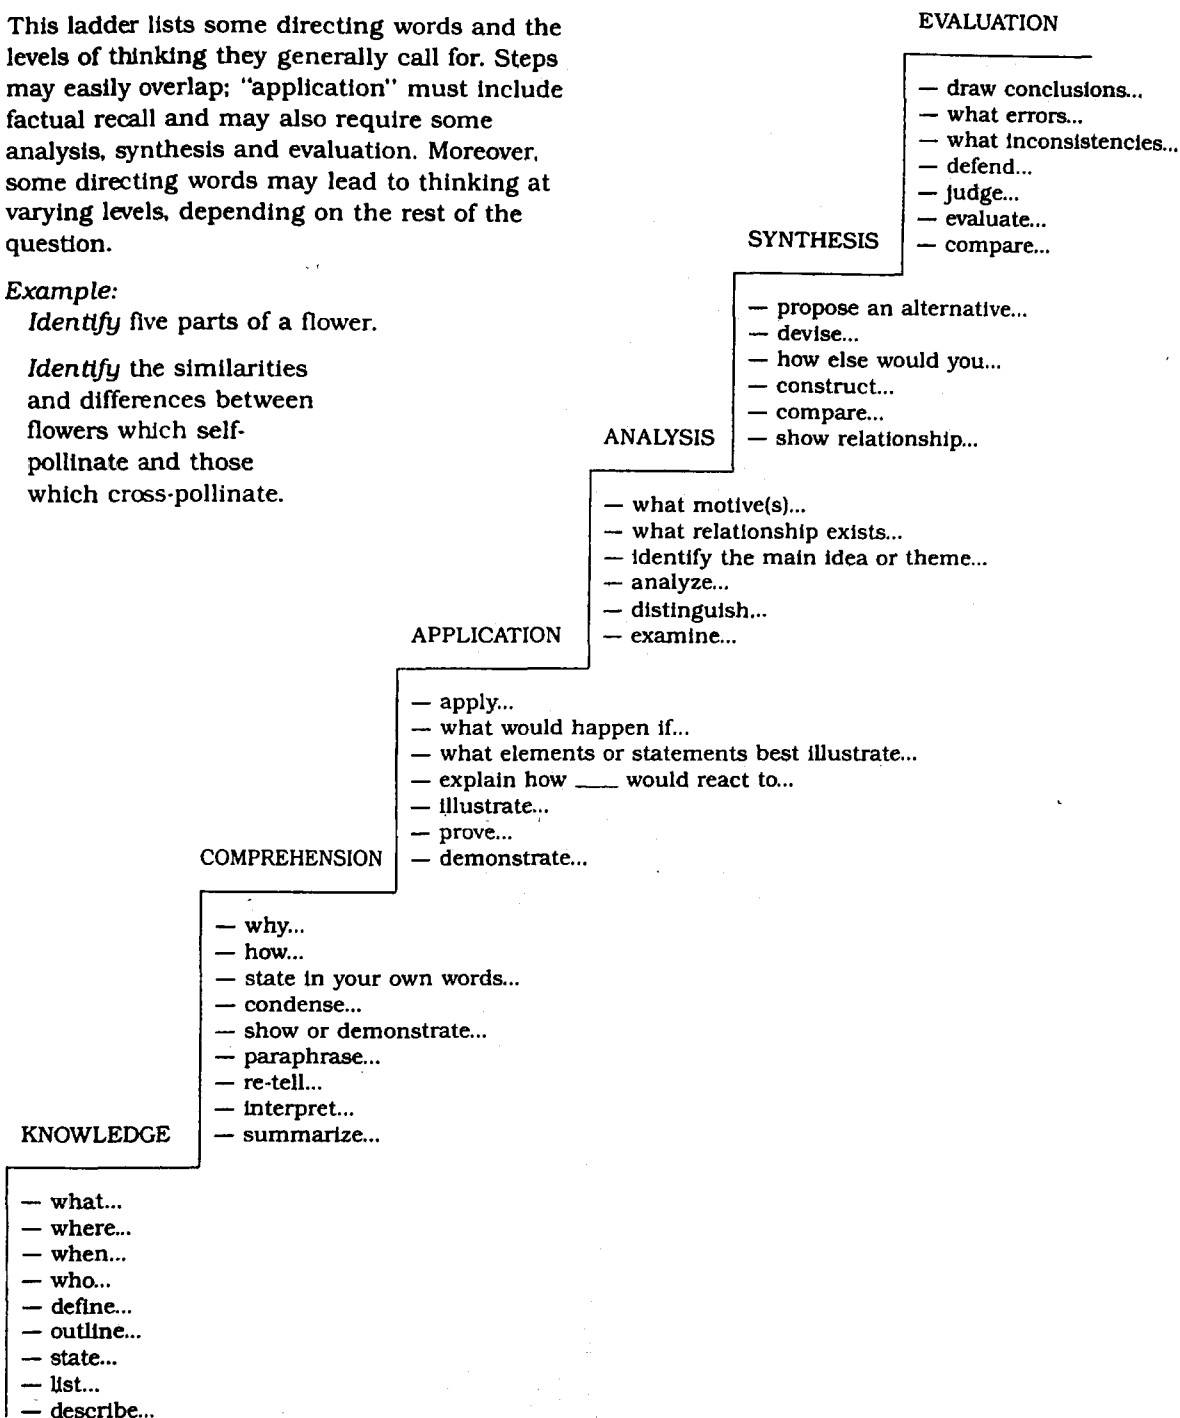 This ladder lists some directing words and the
levels of thinking they generally call for. Steps
may easily overlap; “application” must include
factual recall and may also require some
analysis, synthesis and evaluation. Moreover,
some directing words may lead to thinking at
varying levels, depending on the rest of the
question.
Example:
Identify five parts of a flower.
Identify the similarities
and differences between
flowers which self-
pollinate and those
which cross-pollinate.
EVALUATION
— draw conclusions...
— what errors...
— what inconsistencies...
— defend...
— judge...
— evaluate...
— compare...
SYNTHESIS
— propose an alternative...
— devise...
— how else would you...
— construct...
— compare...
— show relationship...
ANALYSIS
— what motive(s)...
— what relationship exists...
— identify the main idea or theme...
— analyze...
— distinguish...
— examine...
APPLICATION
— apply...
— what would happen if...
— what elements or statements best illustrate...
— explain how ___ would react to...
— illustrate...
— prove...
— demonstrate...
COMPREHENSION
— why...
— how...
— state in your own words...
— condense...
— show or demonstrate...
— paraphrase...
— re-tell...
— interpret...
— summarize...
KNOWLEDGE
— what...
— where...
— when...
— who...
— define...
— outline...
— state...
— list...
— describe...